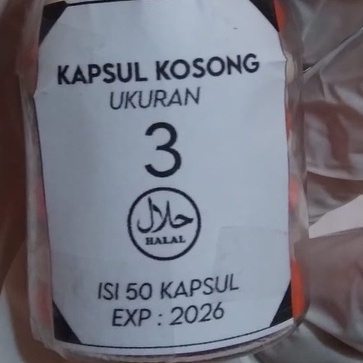 KAPSUL KOSONG
UKURAN
3
حلال
HALAL
ISI 50 KAPSUL
EXP : 2026